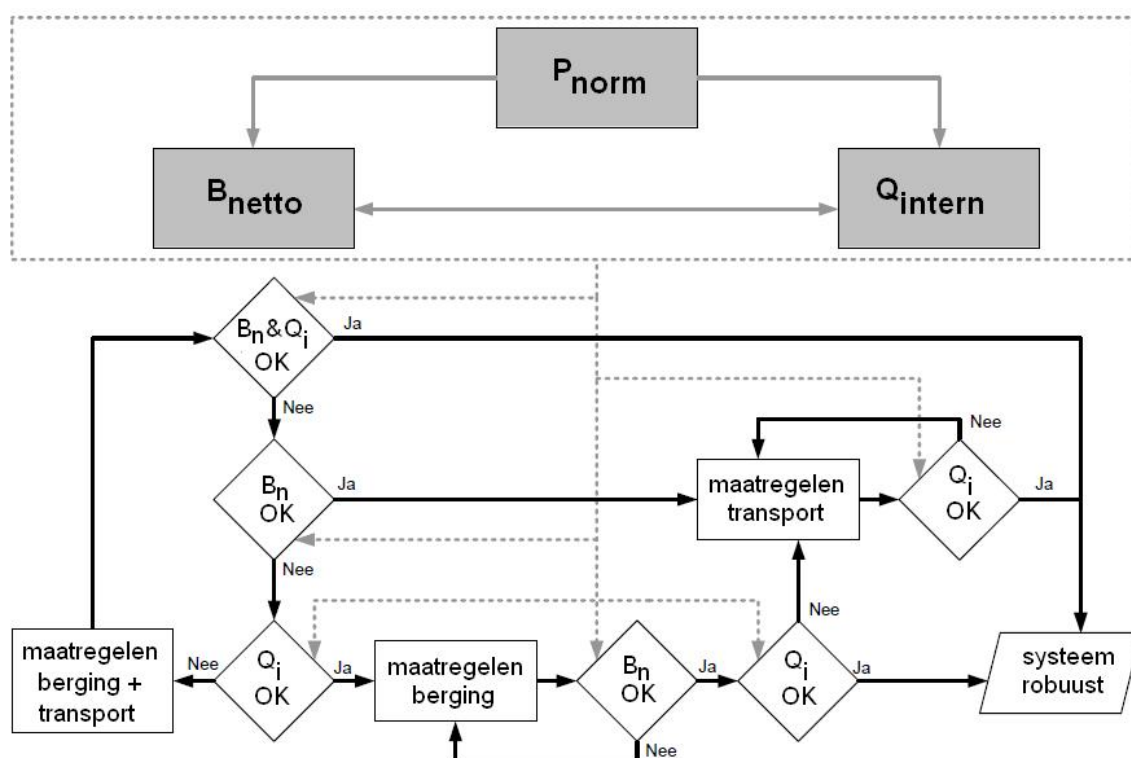 Pnorm
Bnetto
Qintern
Bn&Qi
OK
Ja
Nee
Bn
OK
Ja
Nee
maatregelen
transport
Nee
Qi
OK
Ja
maatregelen
berging +
transport
Nee
Qi
OK
Ja
maatregelen
berging
Bn
OK
Ja
Nee
Nee
Qi
OK
Ja
systeem
robuust